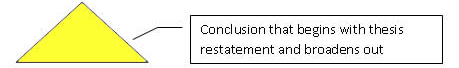 Conclusion that begins with thesis
restatement and broadens out